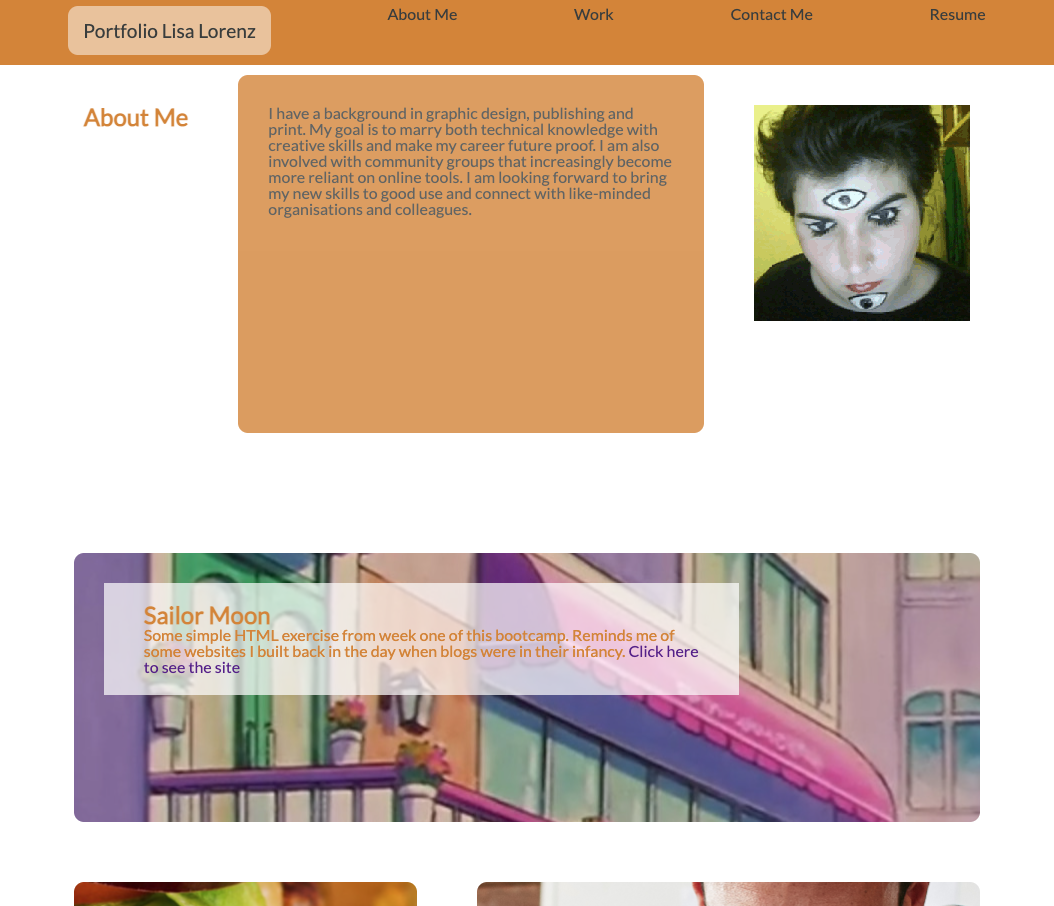 Portfolio Lisa Lorenz
About Me
Work
Contact Me
Resume
About Me
I have a background in graphic design, publishing and
print. My goal is to marry both technical knowledge with
creative skills and make my career future proof. I am also
involved with community groups that increasingly become
more reliant on online tools. I am looking forward to bring
my new skills to good use and connect with like-minded
organisations and colleagues.
Sailor Moon
Some simple HTML exercise from week one of this bootcamp. Reminds me of
some websites I built back in the day when blogs were in their infancy. Click here
to see the site